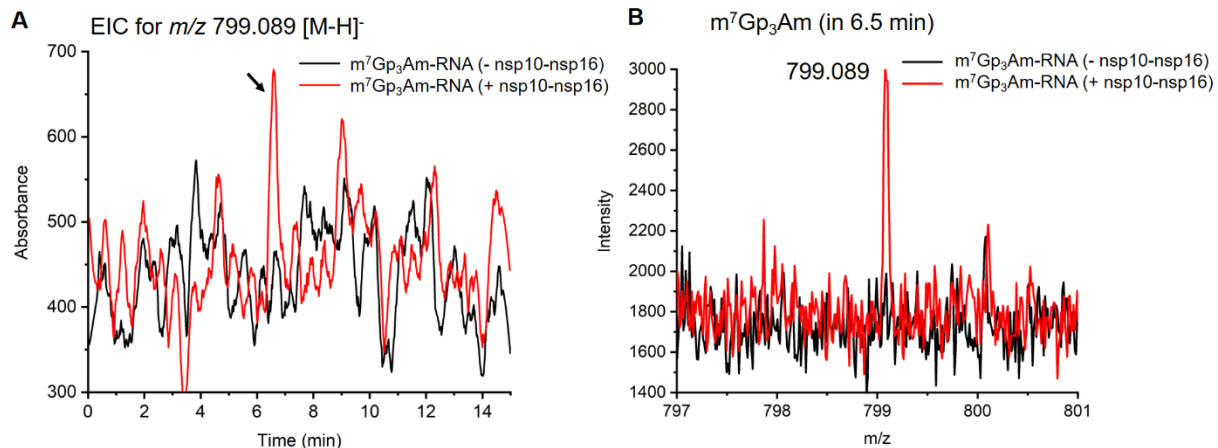 A
EIC for m/z 799.089 [M-H]⁻
m⁷Gp₃Am-RNA (- nsp10-nsp16)
m⁷Gp₃Am-RNA (+ nsp10-nsp16)
Absorbance
700
600
500
400
300
0 2 4 6 8 10 12 14
Time (min)
B
m⁷Gp₃Am (in 6.5 min)
799.089
m⁷Gp₃Am-RNA (- nsp10-nsp16)
m⁷Gp₃Am-RNA (+ nsp10-nsp16)
Intensity
3000
2800
2600
2400
2200
2000
1800
1600
1400
797 798 799 800 801
m/z